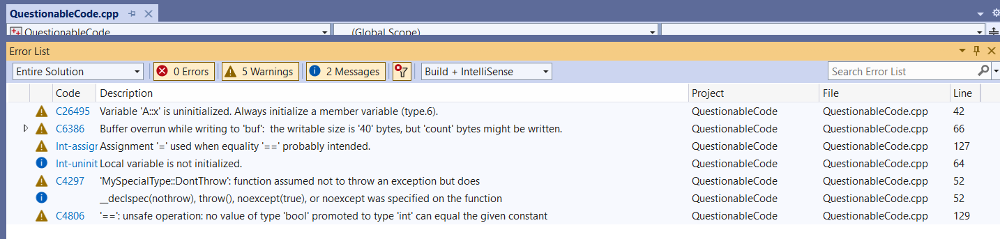 QuestionableCode.cpp
QuestionableCode (Global Scope)
Error List
Entire Solution 0 Errors 5 Warnings 2 Messages Build + IntelliSense Search Error List
Code Description Project File Line
C26495 Variable 'A::x' is uninitialized. Always initialize a member variable (type.6). QuestionableCode QuestionableCode.cpp 42
C6386 Buffer overrun while writing to 'buf':  the writable size is '40' bytes, but 'count' bytes might be written. QuestionableCode QuestionableCode.cpp 66
Int-assigr Assignment '=' used when equality '==' probably intended. QuestionableCode QuestionableCode.cpp 127
Int-uninit Local variable is not initialized. QuestionableCode QuestionableCode.cpp 64
C4297 'MySpecialType::DontThrow': function assumed not to throw an exception but does QuestionableCode QuestionableCode.cpp 52
__declspec(nothrow), throw(), noexcept(true), or noexcept was specified on the function QuestionableCode QuestionableCode.cpp 52
C4806 '==': unsafe operation: no value of type 'bool' promoted to type 'int' can equal the given constant QuestionableCode QuestionableCode.cpp 129